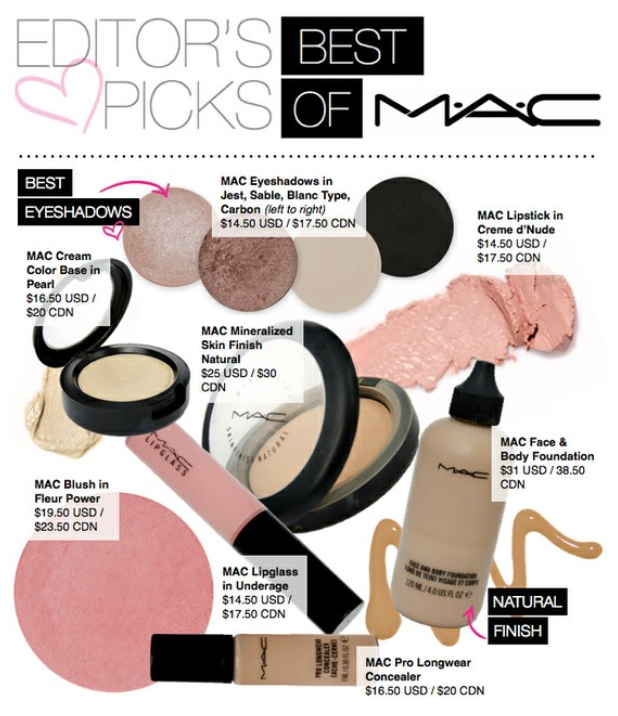 EDITOR'S BEST
PICKS OF M·A·C
BEST
EYESHADOWS
MAC Eyeshadows in
Jest, Sable, Blanc Type,
Carbon (left to right)
$14.50 USD / $17.50 CDN
MAC Lipstick in
Creme d'Nude
$14.50 USD /
$17.50 CDN
MAC Cream
Color Base in
Pearl
$16.50 USD /
$20 CDN
MAC Mineralized
Skin Finish
Natural
$25 USD / $30
CDN
MAC
SKINFINISH NATURAL
MAC
LIPGLASS
MAC Face &
Body Foundation
$31 USD / 38.50
CDN
MAC
FACE AND BODY FOUNDATION
FOND DE TEINT VISAGE ET CORPS
120 ML / 4.0 US FL OZ
MAC Blush in
Fleur Power
$19.50 USD /
$23.50 CDN
MAC Lipglass
in Underage
$14.50 USD /
$17.50 CDN
NATURAL
FINISH
MAC
PRO LONGWEAR
CONCEALER
CACHE-CERNES
MAC Pro Longwear
Concealer
$16.50 USD / $20 CDN